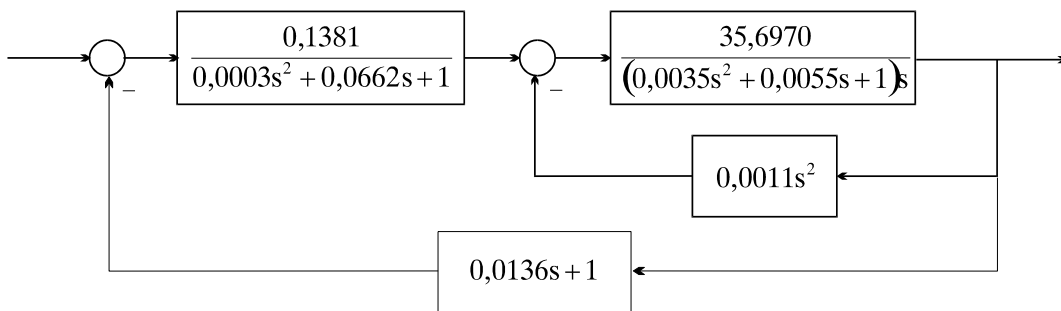 0,1381
0,0003s² + 0,0662s + 1
35,6970
(0,0035s² + 0,0055s + 1)s
−
−
0,0011s²
0,0136s + 1